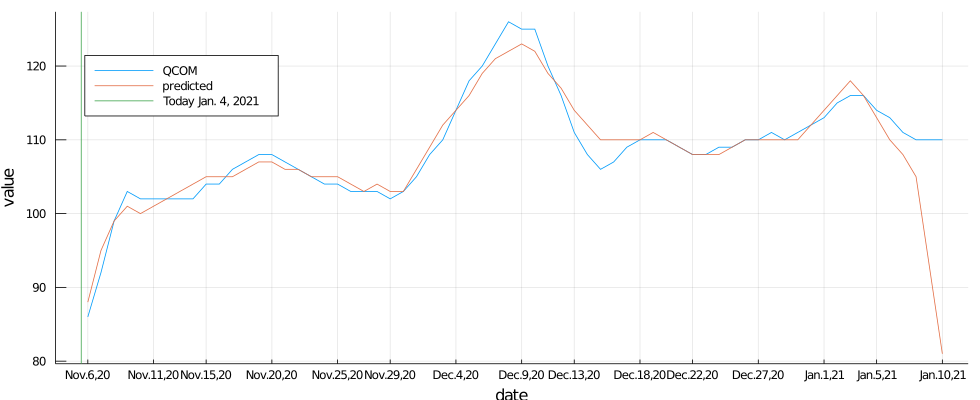 120
110
100
90
80
value
QCOM
predicted
Today Jan. 4, 2021
Nov.6,20 Nov.11,20 Nov.15,20 Nov.20,20 Nov.25,20 Nov.29,20 Dec.4,20 Dec.9,20 Dec.13,20 Dec.18,20 Dec.22,20 Dec.27,20 Jan.1,21 Jan.5,21 Jan.10,21
date